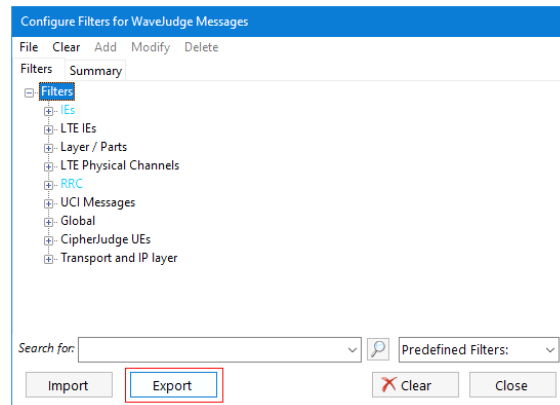 Configure Filters for WaveJudge Messages
File Clear Add Modify Delete
Filters Summary
Filters
IEs
LTE IEs
Layer / Parts
LTE Physical Channels
RRC
UCI Messages
Global
CipherJudge UEs
Transport and IP layer
Search for: Predefined Filters:
Import Export Clear Close